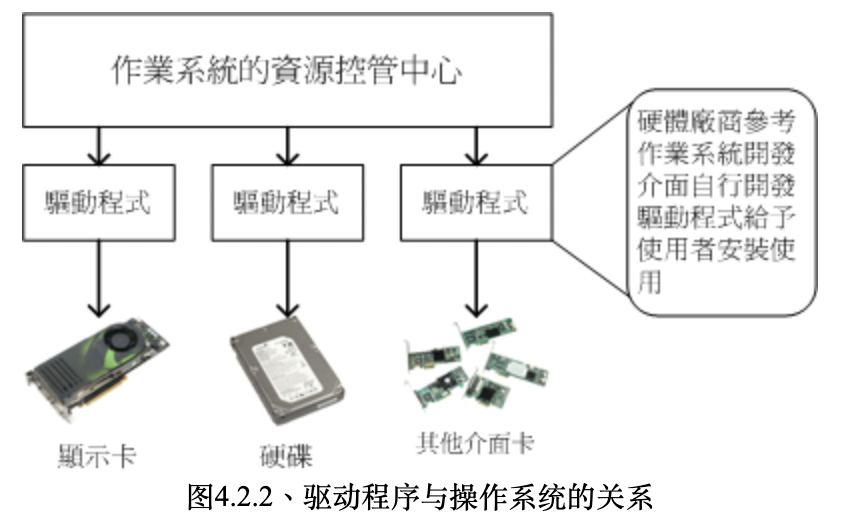 作業系統的資源控管中心
驅動程式
驅動程式
驅動程式
硬體廠商參考
作業系統開發
介面自行開發
驅動程式給予
使用者安裝使
用
顯示卡
硬碟
其他介面卡
图4.2.2、驱动程序与操作系统的关系